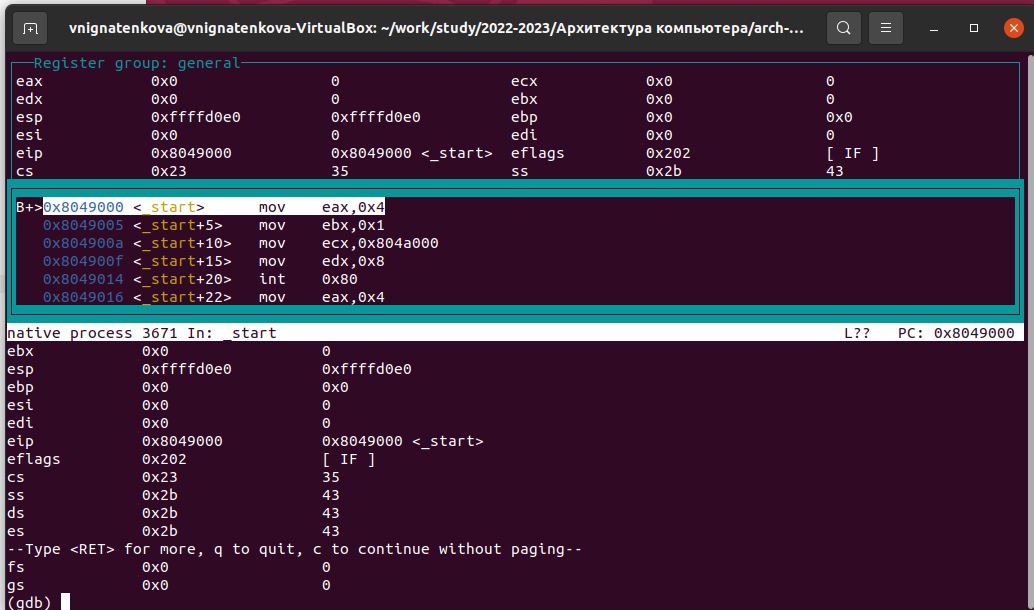 vnignatenkova@vnignatenkova-VirtualBox: ~/work/study/2022-2023/Архитектура компьютера/arch-...
Register group: general
eax 0x0 0 ecx 0x0 0
edx 0x0 0 ebx 0x0 0
esp 0xffffd0e0 0xffffd0e0 ebp 0x0 0x0
esi 0x0 0 edi 0x0 0
eip 0x8049000 0x8049000 <_start> eflags 0x202 [ IF ]
cs 0x23 35 ss 0x2b 43
B+>0x8049000 <_start> mov eax,0x4
0x8049005 <_start+5> mov ebx,0x1
0x804900a <_start+10> mov ecx,0x804a000
0x804900f <_start+15> mov edx,0x8
0x8049014 <_start+20> int 0x80
0x8049016 <_start+22> mov eax,0x4
native process 3671 In: _start L?? PC: 0x8049000
ebx 0x0 0
esp 0xffffd0e0 0xffffd0e0
ebp 0x0 0x0
esi 0x0 0
edi 0x0 0
eip 0x8049000 0x8049000 <_start>
eflags 0x202 [ IF ]
cs 0x23 35
ss 0x2b 43
ds 0x2b 43
es 0x2b 43
--Type <RET> for more, q to quit, c to continue without paging--
fs 0x0 0
gs 0x0 0
(gdb)